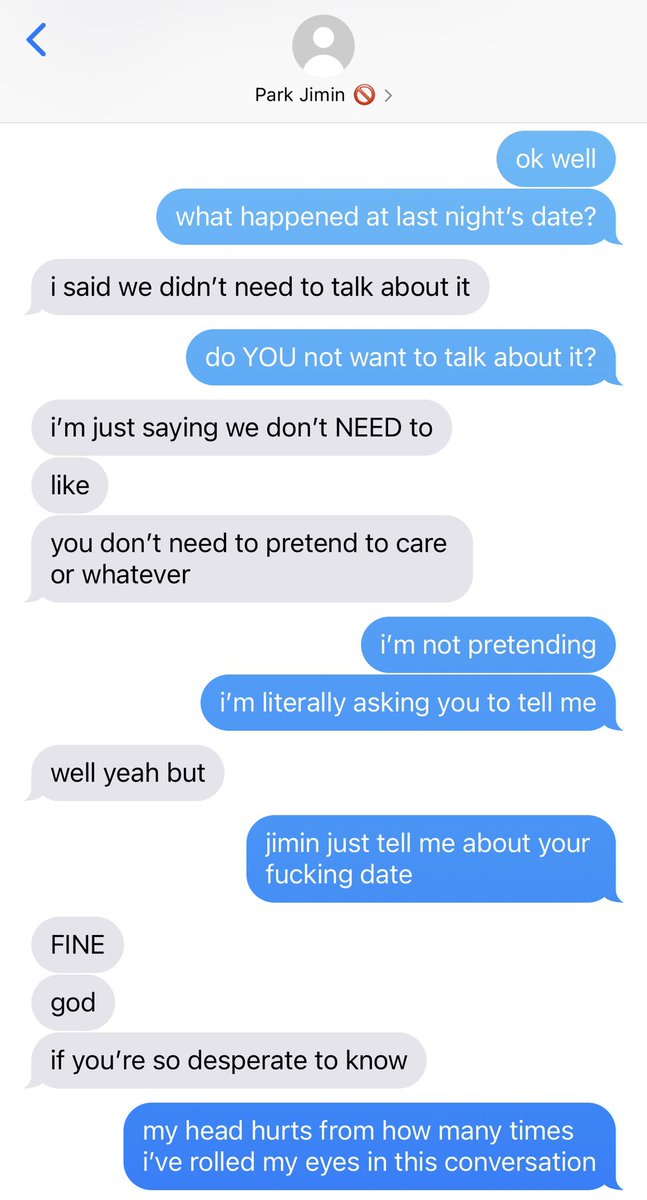 Park Jimin 🚫
ok well
what happened at last night’s date?
i said we didn’t need to talk about it
do YOU not want to talk about it?
i’m just saying we don’t NEED to
like
you don’t need to pretend to care
or whatever
i’m not pretending
i’m literally asking you to tell me
well yeah but
jimin just tell me about your
fucking date
FINE
god
if you’re so desperate to know
my head hurts from how many times
i’ve rolled my eyes in this conversation